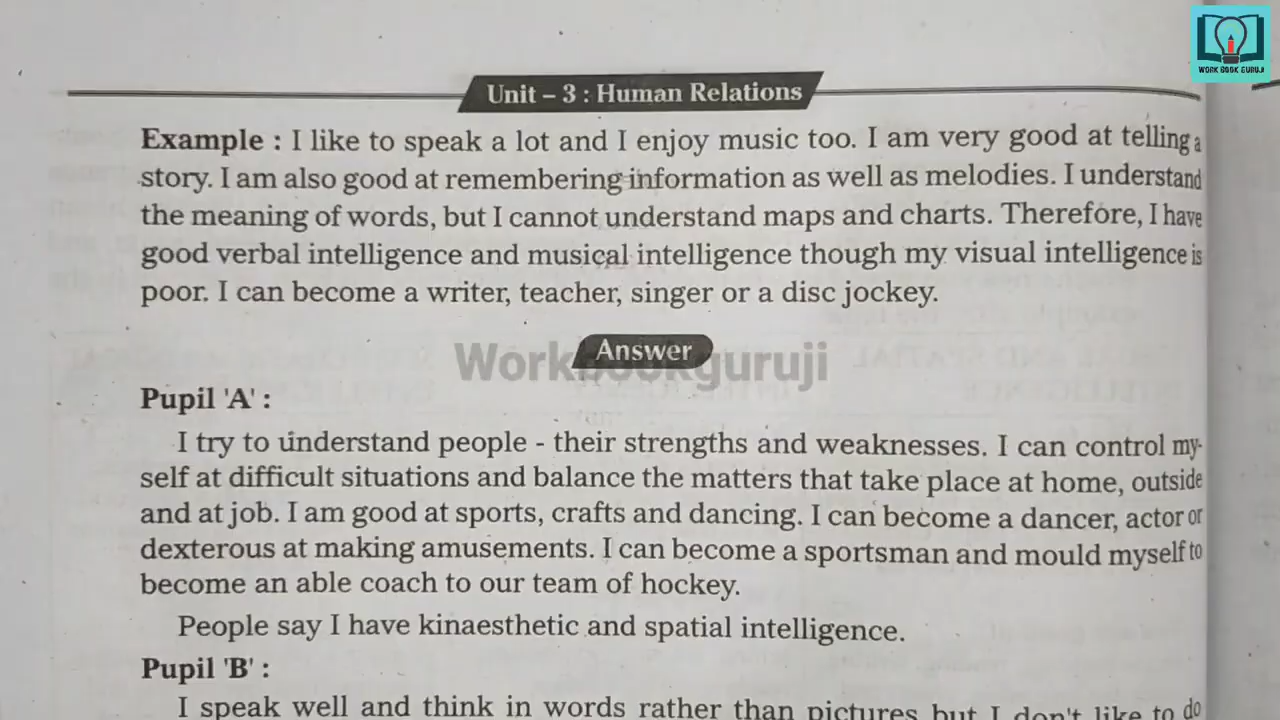 WORK BOOK GURUJI
Unit – 3 : Human Relations
Example : I like to speak a lot and I enjoy music too. I am very good at telling a
story. I am also good at remembering information as well as melodies. I understand
the meaning of words, but I cannot understand maps and charts. Therefore, I have
good verbal intelligence and musical intelligence though my visual intelligence is
poor. I can become a writer, teacher, singer or a disc jockey.
Answer
Workbookguruji
Pupil 'A' :
I try to understand people - their strengths and weaknesses. I can control my-
self at difficult situations and balance the matters that take place at home, outside
and at job. I am good at sports, crafts and dancing. I can become a dancer, actor or
dexterous at making amusements. I can become a sportsman and mould myself to
become an able coach to our team of hockey.
People say I have kinaesthetic and spatial intelligence.
Pupil 'B' :
I speak well and think in words rather than pictures but I don't like to do